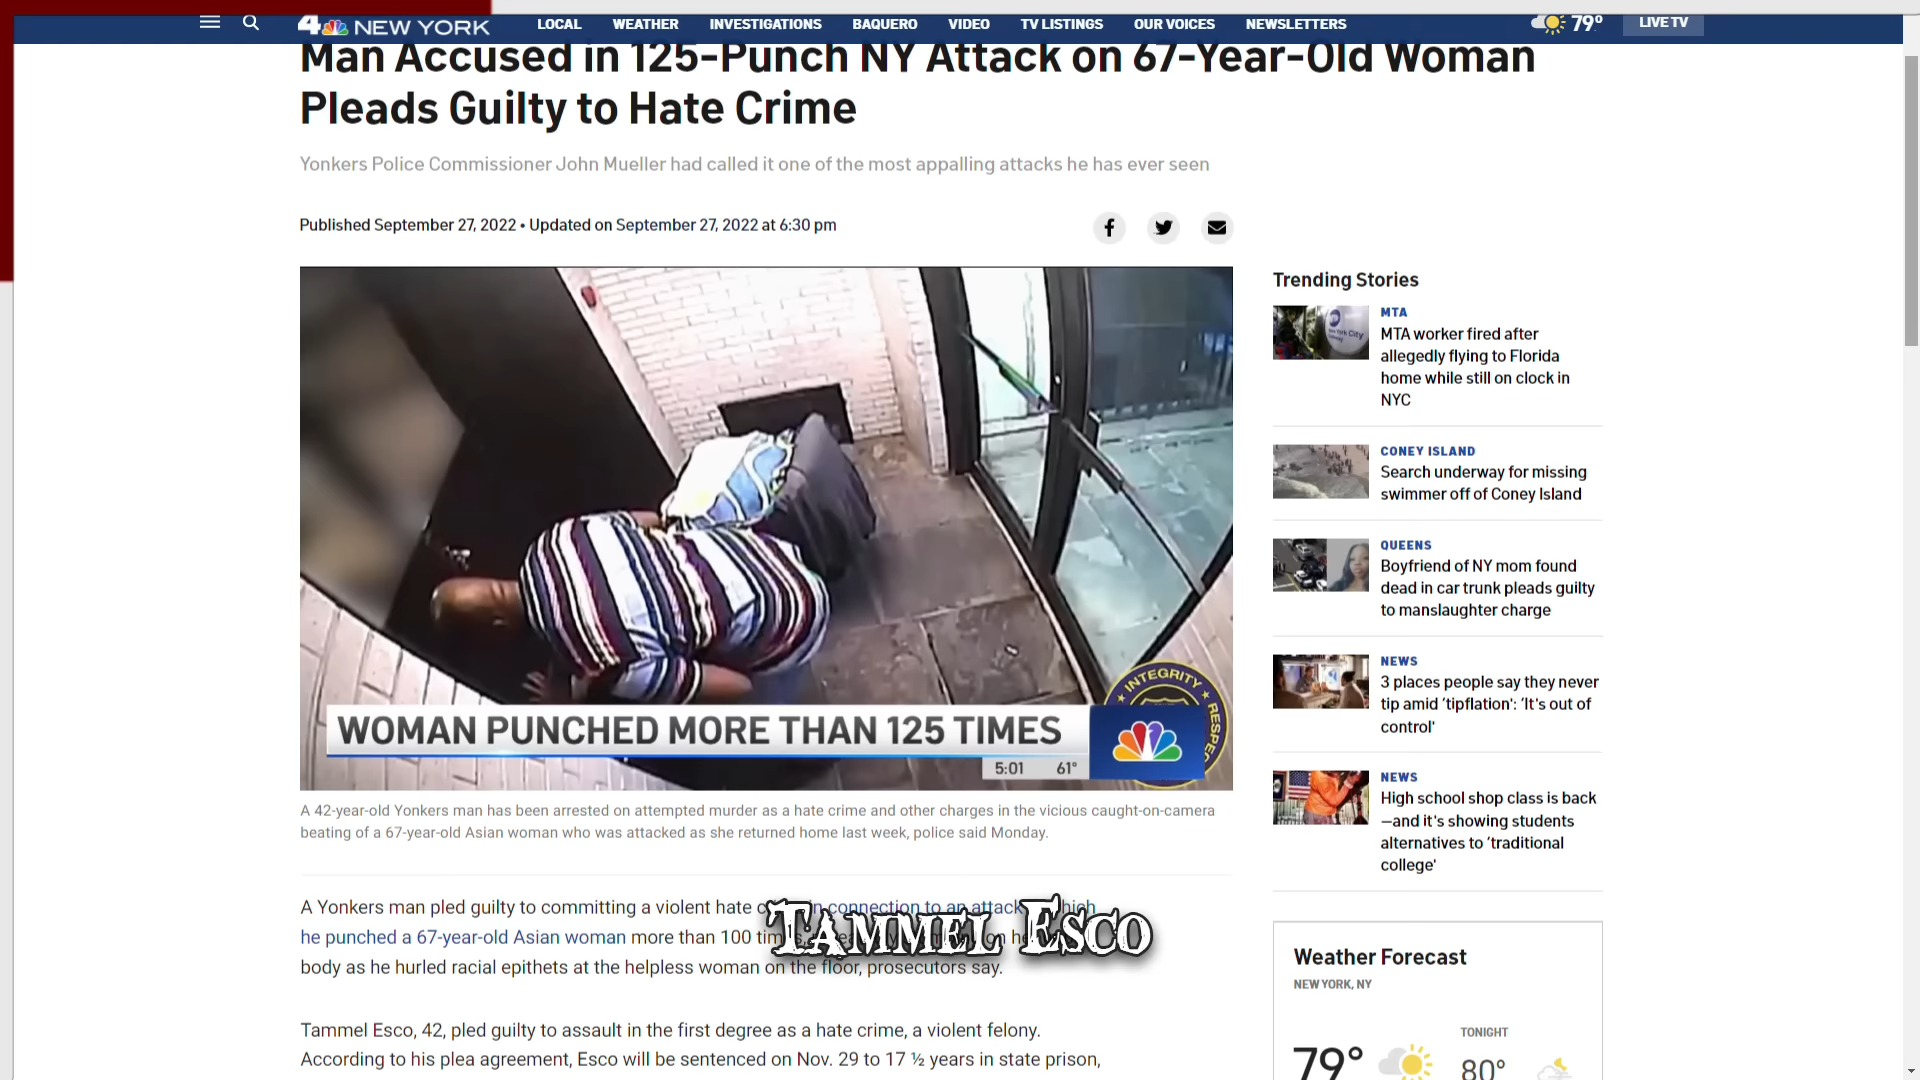 4 NEW YORK
LOCAL
WEATHER
INVESTIGATIONS
BAQUERO
VIDEO
TV LISTINGS
OUR VOICES
NEWSLETTERS
79º
LIVE TV
Man Accused in 125-Punch NY Attack on 67-Year-Old Woman
Pleads Guilty to Hate Crime
Yonkers Police Commissioner John Mueller had called it one of the most appalling attacks he has ever seen
Published September 27, 2022 • Updated on September 27, 2022 at 6:30 pm
INTEGRITY
WOMAN PUNCHED MORE THAN 125 TIMES
5:01 61°
A 42-year-old Yonkers man has been arrested on attempted murder as a hate crime and other charges in the vicious caught-on-camera
beating of a 67-year-old Asian woman who was attacked as she returned home last week, police said Monday.
A Yonkers man pled guilty to committing a violent hate in connection to an attack
he punched a 67-year-old Asian woman more than 100
body as he hurled racial epithets at the helpless woman on the floor, prosecutors say.
Tammel Esco
Tammel Esco, 42, pled guilty to assault in the first degree as a hate crime, a violent felony.
According to his plea agreement, Esco will be sentenced on Nov. 29 to 17 ½ years in state prison,
Trending Stories
MTA
MTA worker fired after
allegedly flying to Florida
home while still on clock in
NYC
CONEY ISLAND
Search underway for missing
swimmer off of Coney Island
QUEENS
Boyfriend of NY mom found
dead in car trunk pleads guilty
to manslaughter charge
NEWS
3 places people say they never
tip amid ‘tipflation’: ‘It's out of
control'
NEWS
High school shop class is back
—and it's showing students
alternatives to ‘traditional
college'
Weather Forecast
NEW YORK, NY
79°
TONIGHT
80°